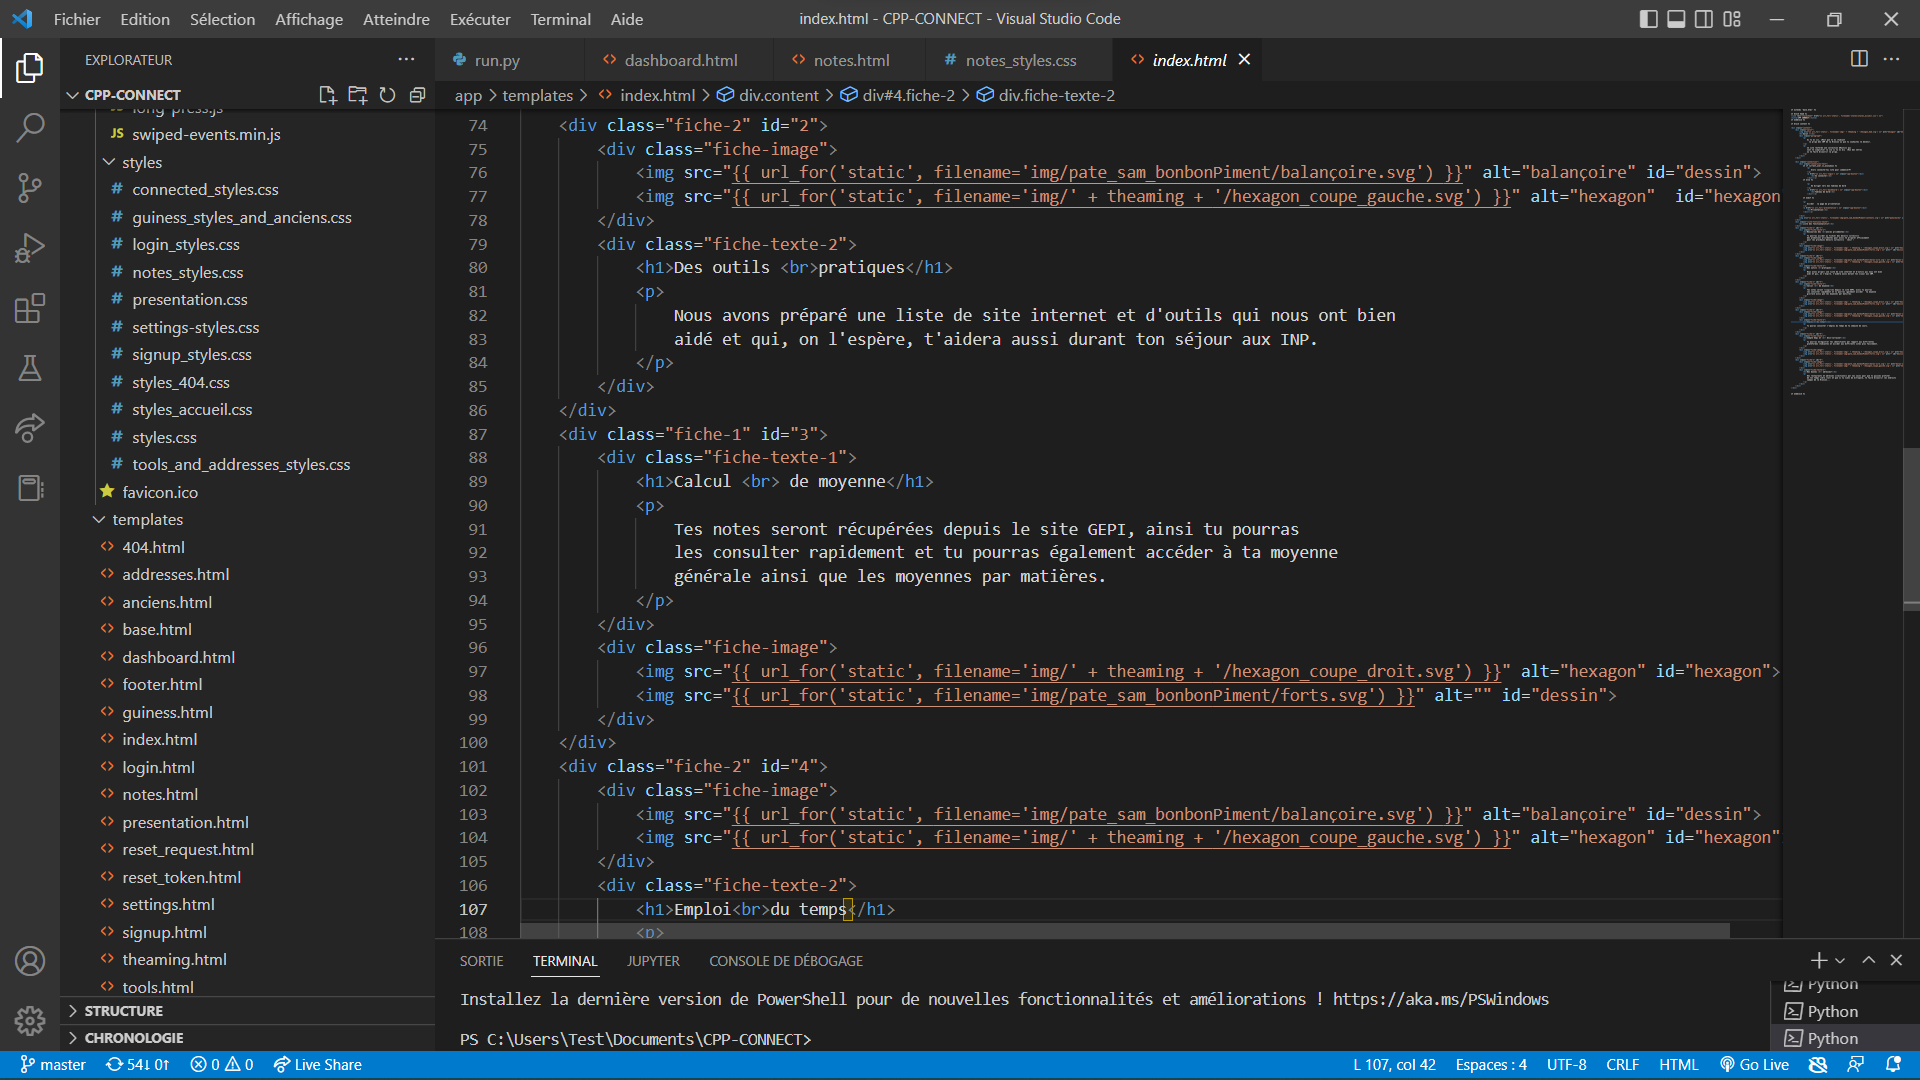 Fichier Edition Sélection Affichage Atteindre Exécuter Terminal Aide
index.html - CPP-CONNECT - Visual Studio Code
EXPLORATEUR
run.py
dashboard.html
notes.html
# notes_styles.css
index.html
CPP-CONNECT
app > templates > index.html > div.content > div#4.fiche-2 > div.fiche-texte-2
long-press.js
JS swiped-events.min.js
styles
# connected_styles.css
# guiness_styles_and_anciens.css
# login_styles.css
# notes_styles.css
# presentation.css
# settings-styles.css
# signup_styles.css
# styles_404.css
# styles_accueil.css
# styles.css
# tools_and_addresses_styles.css
favicon.ico
templates
404.html
addresses.html
anciens.html
base.html
dashboard.html
footer.html
guiness.html
index.html
login.html
notes.html
presentation.html
reset_request.html
reset_token.html
settings.html
signup.html
theaming.html
tools.html
STRUCTURE
CHRONOLOGIE
74 <div class="fiche-2" id="2">
75 <div class="fiche-image">
76 <img src="{{ url_for('static', filename='img/pate_sam_bonbonPiment/balançoire.svg') }}" alt="balançoire" id="dessin">
77 <img src="{{ url_for('static', filename='img/' + theaming + '/hexagon_coupe_gauche.svg') }}" alt="hexagon"  id="hexagon
78 </div>
79 <div class="fiche-texte-2">
80 <h1>Des outils <br>pratiques</h1>
81 <p>
82 Nous avons préparé une liste de site internet et d'outils qui nous ont bien
83 aidé et qui, on l'espère, t'aidera aussi durant ton séjour aux INP.
84 </p>
85 </div>
86 </div>
87 <div class="fiche-1" id="3">
88 <div class="fiche-texte-1">
89 <h1>Calcul <br> de moyenne</h1>
90 <p>
91 Tes notes seront récupérées depuis le site GEPI, ainsi tu pourras
92 les consulter rapidement et tu pourras également accéder à ta moyenne
93 générale ainsi que les moyennes par matières.
94 </p>
95 </div>
96 <div class="fiche-image">
97 <img src="{{ url_for('static', filename='img/' + theaming + '/hexagon_coupe_droit.svg') }}" alt="hexagon" id="hexagon">
98 <img src="{{ url_for('static', filename='img/pate_sam_bonbonPiment/forts.svg') }}" alt="" id="dessin">
99 </div>
100 </div>
101 <div class="fiche-2" id="4">
102 <div class="fiche-image">
103 <img src="{{ url_for('static', filename='img/pate_sam_bonbonPiment/balançoire.svg') }}" alt="balançoire" id="dessin">
104 <img src="{{ url_for('static', filename='img/' + theaming + '/hexagon_coupe_gauche.svg') }}" alt="hexagon" id="hexagon"
105 </div>
106 <div class="fiche-texte-2">
107 <h1>Emploi<br>du temps</h1>
108 <p>
SORTIE TERMINAL JUPYTER CONSOLE DE DÉBOGAGE
Installez la dernière version de PowerShell pour de nouvelles fonctionnalités et améliorations ! https://aka.ms/PSWindows
PS C:\Users\Test\Documents\CPP-CONNECT>
Python
Python
Python
master 54↓ 0↑ 0 0 Live Share
L 107, col 42 Espaces : 4 UTF-8 CRLF HTML Go Live